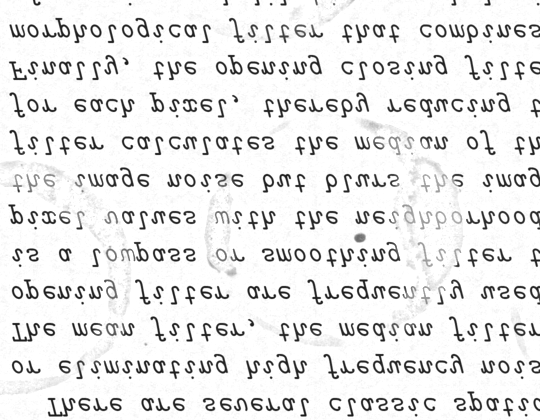 There are several classic spatia
or eliminating high frequency nois
The mean filter, the median filter
opening filter are frequently used
is a lowpass or smoothing filter t
pixel values with the neighborhood
the image noise but blurs the imag
filter calculates the median of th
for each pixel, thereby reducing t
Finally, the opening closing filte
morphological filter that combines